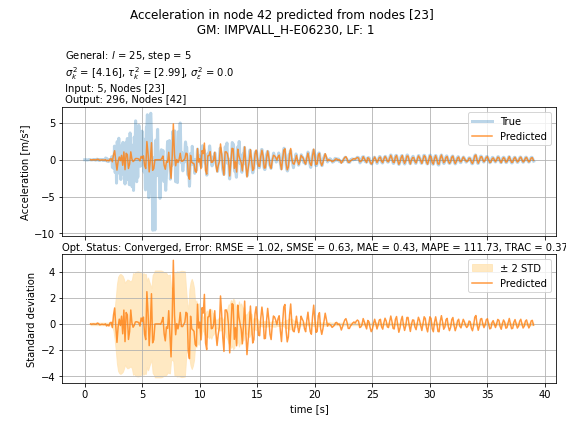 Acceleration in node 42 predicted from nodes [23]
GM: IMPVALL_H-E06230, LF: 1
General: l = 25, step = 5
σ²ₖ = [4.16], τ²ₖ = [2.99], σ²ε = 0.0
Input: 5, Nodes [23]
Output: 296, Nodes [42]
Acceleration [m/s²]
5
0
−5
−10
True
Predicted
Opt. Status: Converged, Error: RMSE = 1.02, SMSE = 0.63, MAE = 0.43, MAPE = 111.73, TRAC = 0.37
Standard deviation
4
2
0
−2
−4
± 2 STD
Predicted
0 5 10 15 20 25 30 35 40
time [s]